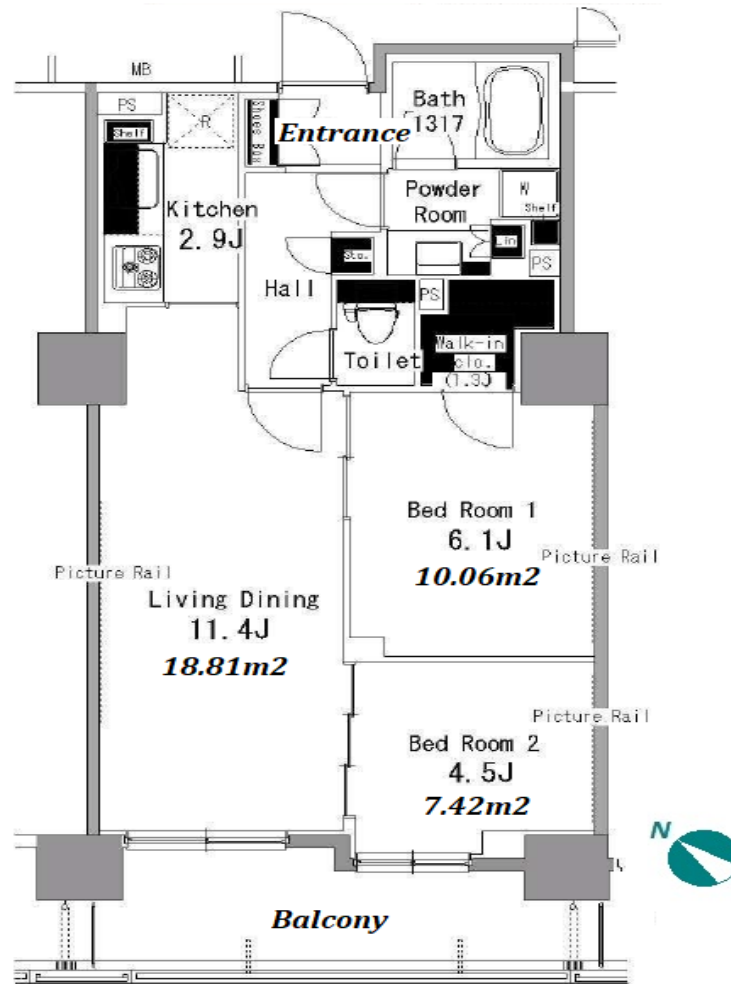 MB
PS
Shelf
R
Shoes Box
Entrance
Bath
1317
Kitchen
2.9J
Powder
Room
W
Shelf
Sto.
Lin
PS
Hall
PS
Toilet
Walk-in
clo.
(1.3J)
Bed Room 1
6.1J
10.06m2
Picture Rail
Picture Rail
Living Dining
11.4J
18.81m2
Picture Rail
Bed Room 2
4.5J
7.42m2
N
Balcony